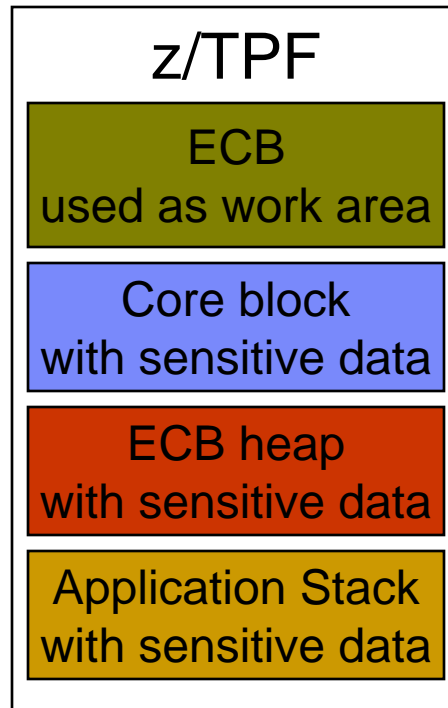 z/TPF
ECB
used as work area
Core block
with sensitive data
ECB heap
with sensitive data
Application Stack
with sensitive data